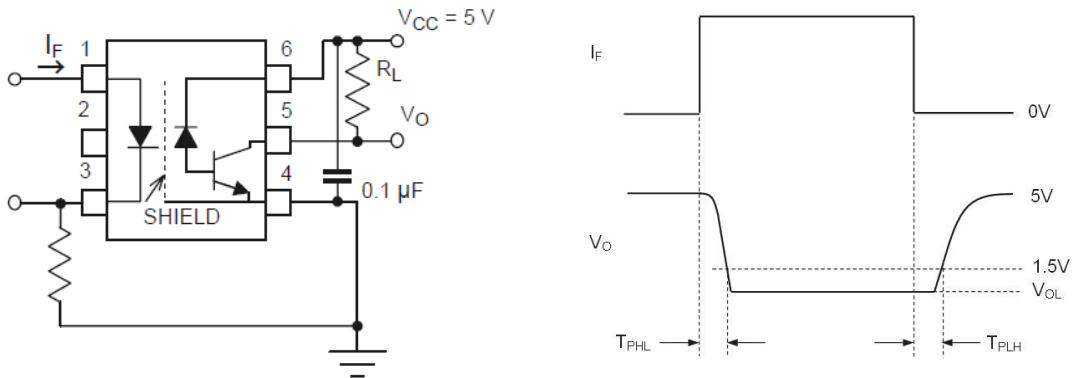 V_CC = 5 V
I_F
1
6
R_L
2
5
V_O
3
4
0.1 µF
SHIELD
I_F
0V
5V
V_O
1.5V
V_OL
T_PHL
T_PLH